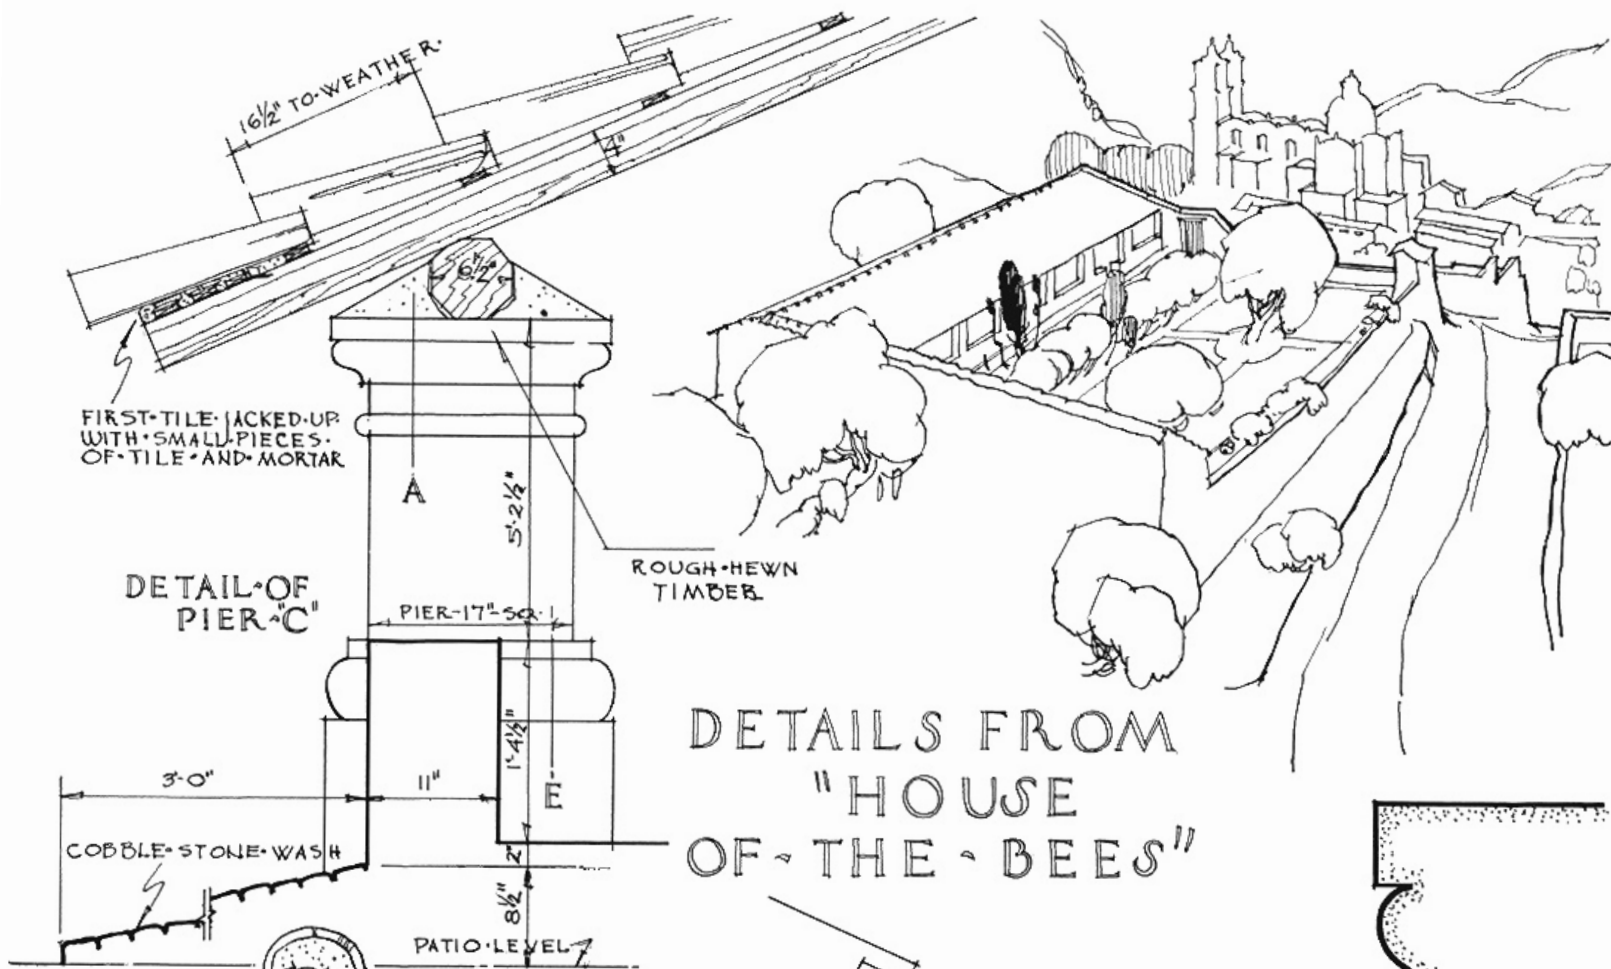 16½" TO·WEATHER·
4"
6½"
FIRST·TILE·JACKED·UP·
WITH·SMALL·PIECES·
OF·TILE·AND·MORTAR
A
5'-2½"
ROUGH·HEWN
TIMBER
DETAIL·OF
PIER·"C"
PIER-17"-SQ·
DETAILS FROM
"HOUSE
OF·THE·BEES"
1'-4½"
3'-0"
11"
E
COBBLE·STONE·WASH
2"
8½"
PATIO·LEVEL